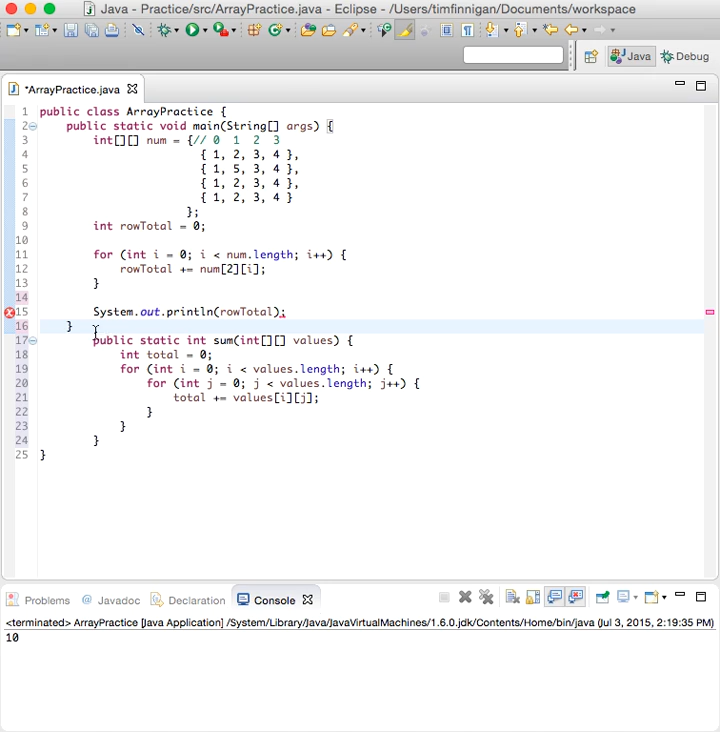 Java - Practice/src/ArrayPractice.java - Eclipse - /Users/timfinnigan/Documents/workspace
Java Debug
*ArrayPractice.java
1 public class ArrayPractice {
2 public static void main(String[] args) {
3 int[][] num = {// 0 1 2 3
4 { 1, 2, 3, 4 },
5 { 1, 5, 3, 4 },
6 { 1, 2, 3, 4 },
7 { 1, 2, 3, 4 }
8 };
9 int rowTotal = 0;
10
11 for (int i = 0; i < num.length; i++) {
12 rowTotal += num[2][i];
13 }
14
15 System.out.println(rowTotal);
16 }
17 public static int sum(int[][] values) {
18 int total = 0;
19 for (int i = 0; i < values.length; i++) {
20 for (int j = 0; j < values.length; j++) {
21 total += values[i][j];
22 }
23 }
24 }
25 }
Problems @ Javadoc Declaration Console
<terminated> ArrayPractice [Java Application] /System/Library/Java/JavaVirtualMachines/1.6.0.jdk/Contents/Home/bin/java (Jul 3, 2015, 2:19:35 PM)
10